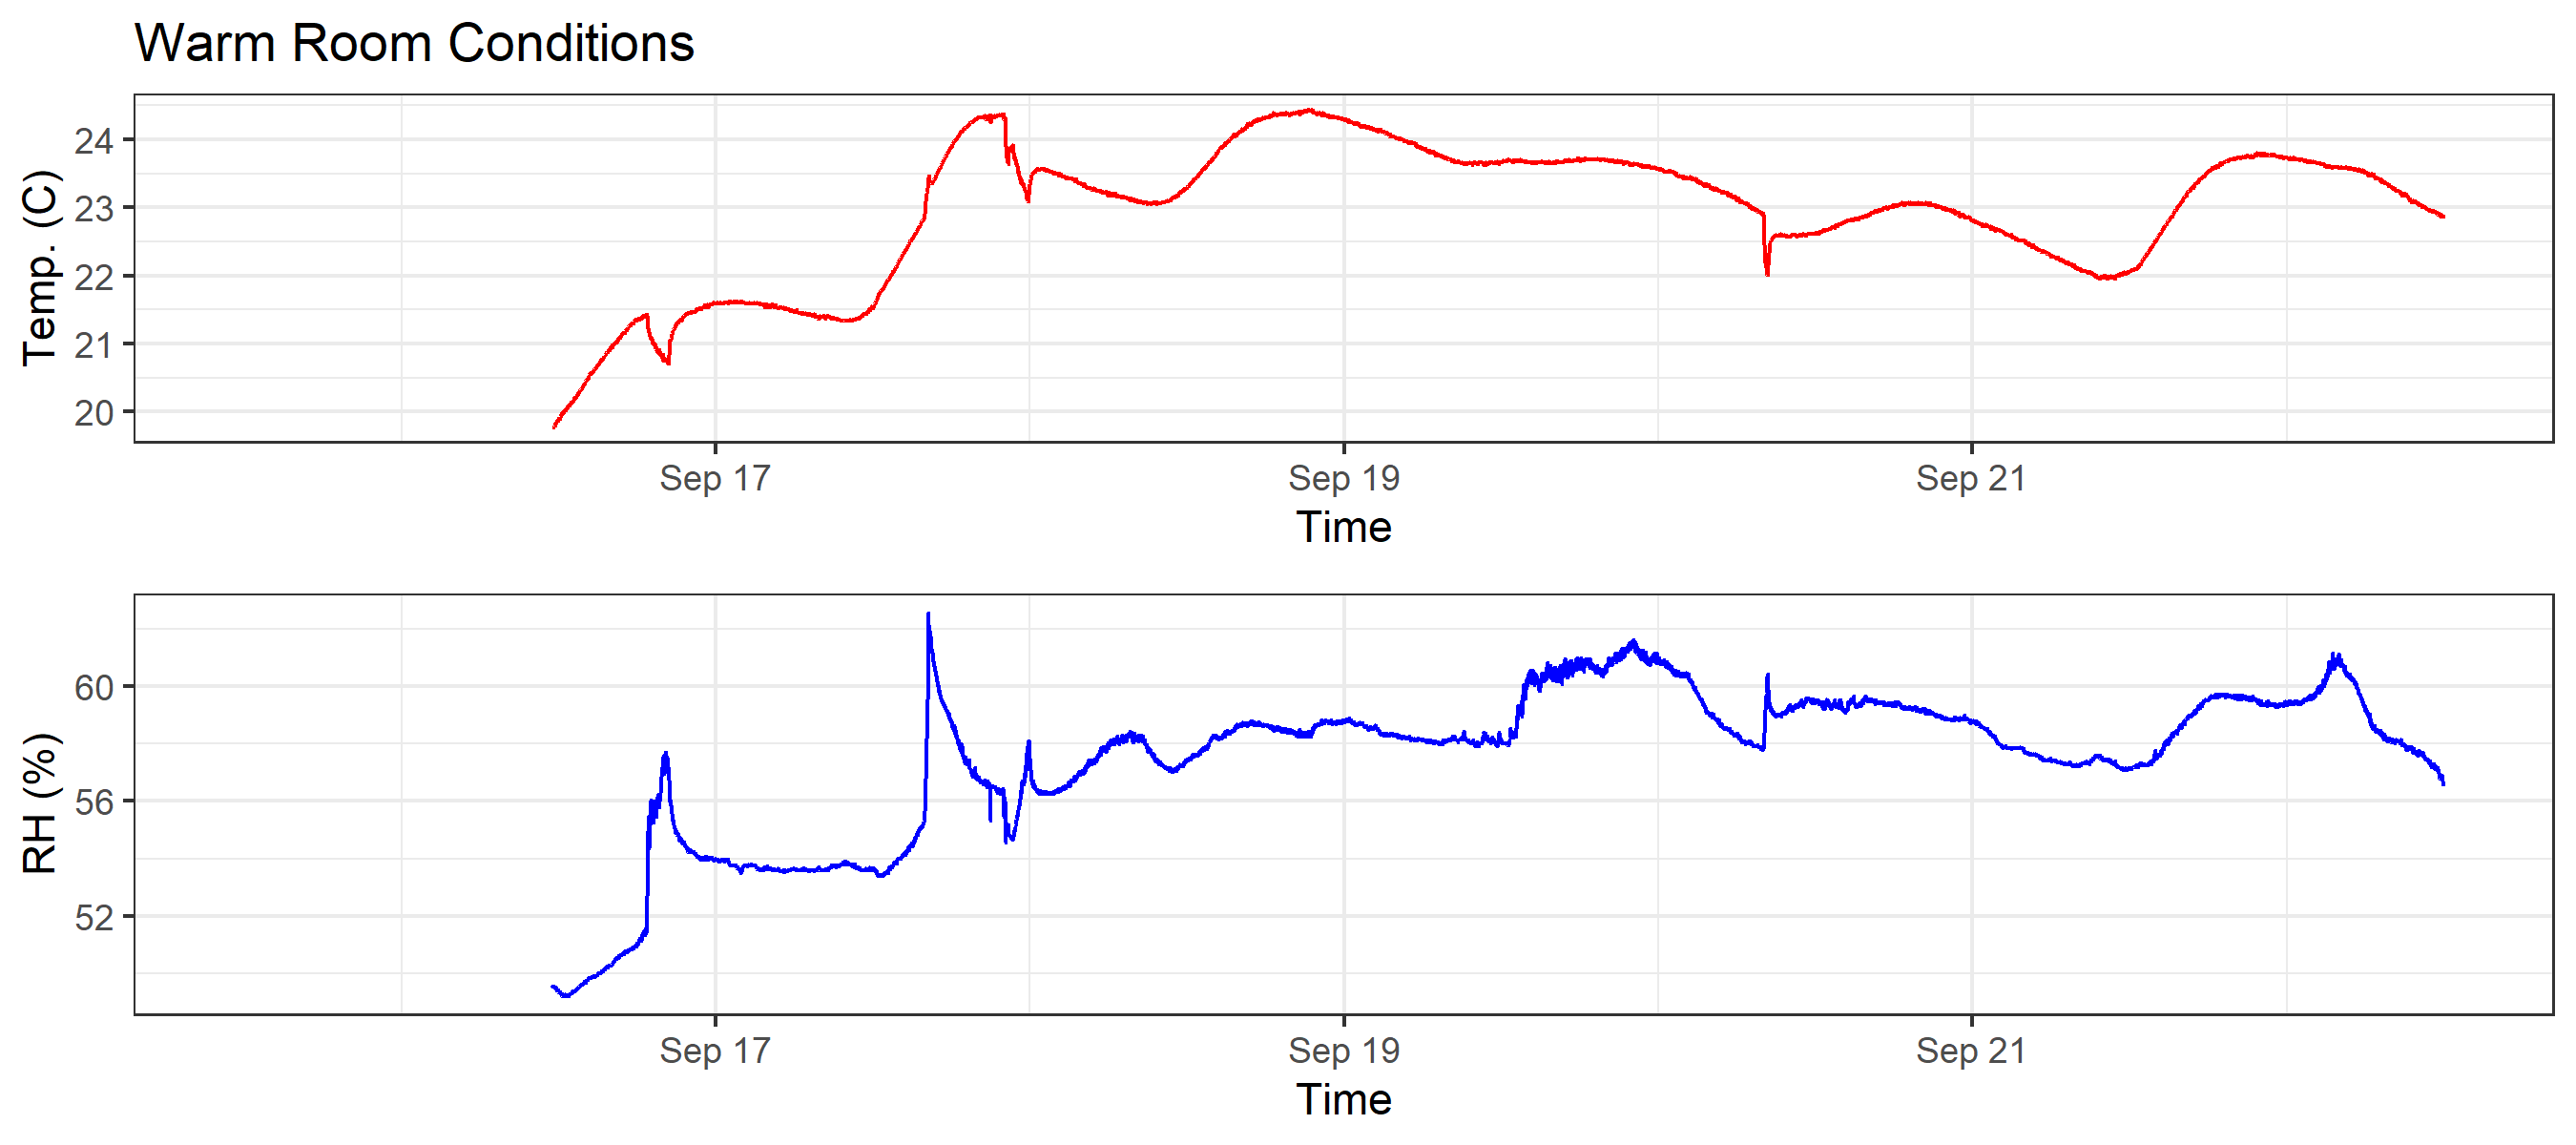 Warm Room Conditions
Temp. (C)
24
23
22
21
20
Sep 17 Sep 19 Sep 21
Time
RH (%)
60
56
52
Sep 17 Sep 19 Sep 21
Time